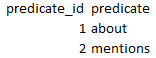 predicate_id predicate
1 about
2 mentions